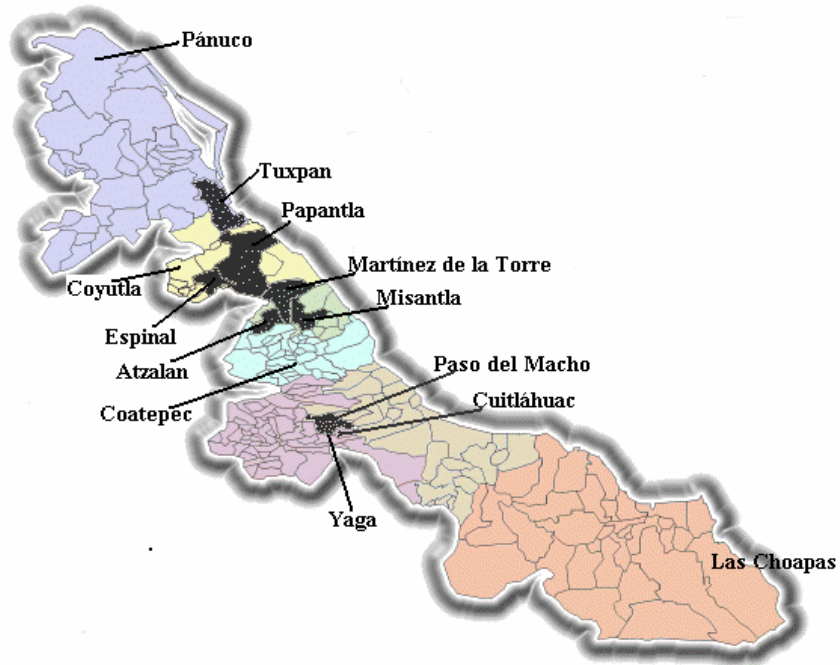 Pánuco
Tuxpan
Papantla
Martínez de la Torre
Coyutla
Misantla
Espinal
Atzalan
Paso del Macho
Coatepec
Cuitláhuac
Yaga
Las Choapas